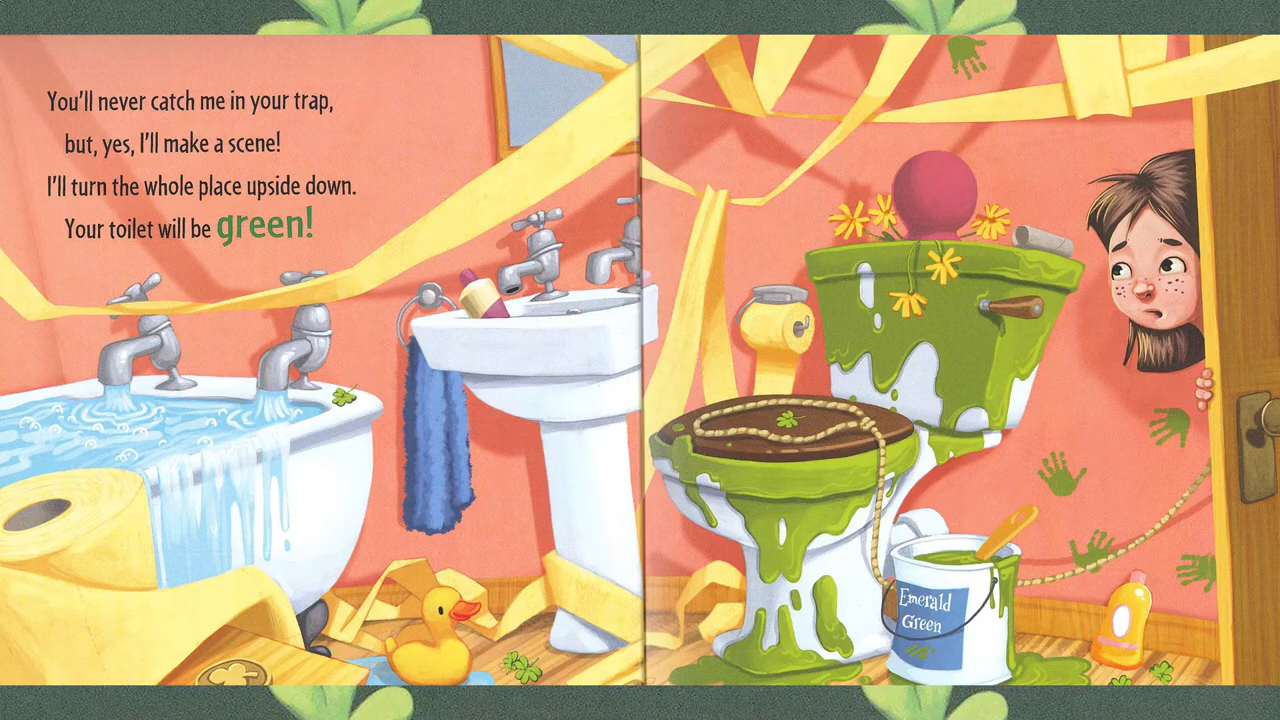 You'll never catch me in your trap,
but, yes, I'll make a scene!
I'll turn the whole place upside down.
Your toilet will be green!
Emerald
Green